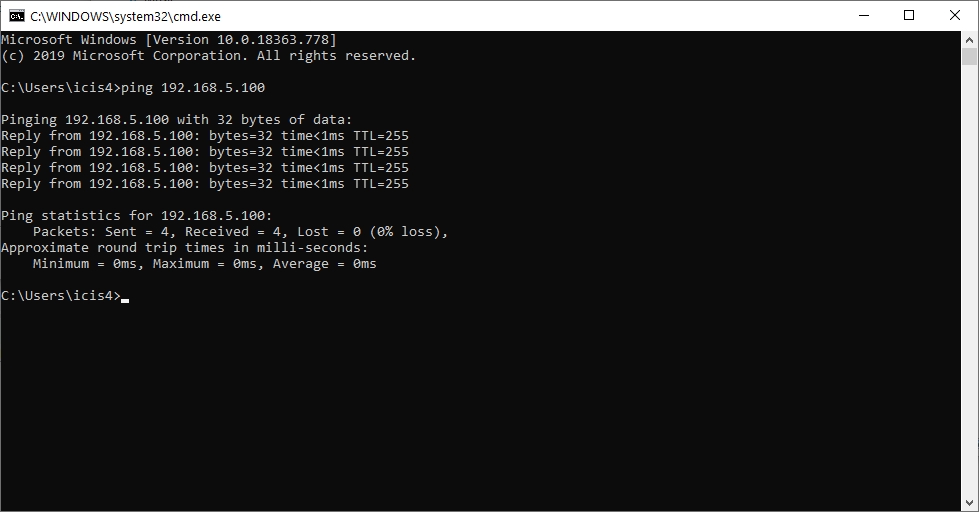 C:\WINDOWS\system32\cmd.exe
Microsoft Windows [Version 10.0.18363.778]
(c) 2019 Microsoft Corporation. All rights reserved.
C:\Users\icis4>ping 192.168.5.100
Pinging 192.168.5.100 with 32 bytes of data:
Reply from 192.168.5.100: bytes=32 time<1ms TTL=255
Reply from 192.168.5.100: bytes=32 time<1ms TTL=255
Reply from 192.168.5.100: bytes=32 time<1ms TTL=255
Reply from 192.168.5.100: bytes=32 time<1ms TTL=255
Ping statistics for 192.168.5.100:
    Packets: Sent = 4, Received = 4, Lost = 0 (0% loss),
Approximate round trip times in milli-seconds:
    Minimum = 0ms, Maximum = 0ms, Average = 0ms
C:\Users\icis4>